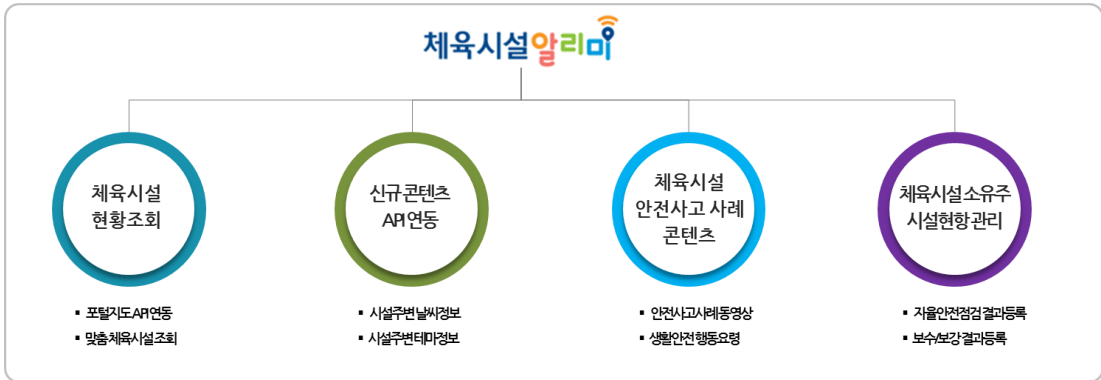 체육시설알리미
체육시설
현황조회
신규콘텐츠
API연동
체육시설
안전사고 사례
콘텐츠
체육시설소유주
시설현항관리
▪ 포털지도API연동
▪ 맞춤체육시설조회
▪ 시설주변날씨정보
▪ 시설주변테마정보
▪ 안전사고사례동영상
▪ 생활안전행동요령
▪ 자율안전점검결과등록
▪ 보수/보강결과등록